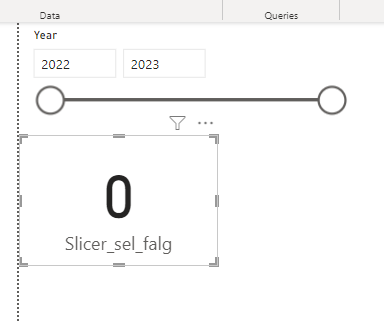 Data Queries
Year
2022 2023
0
Slicer_sel_falg